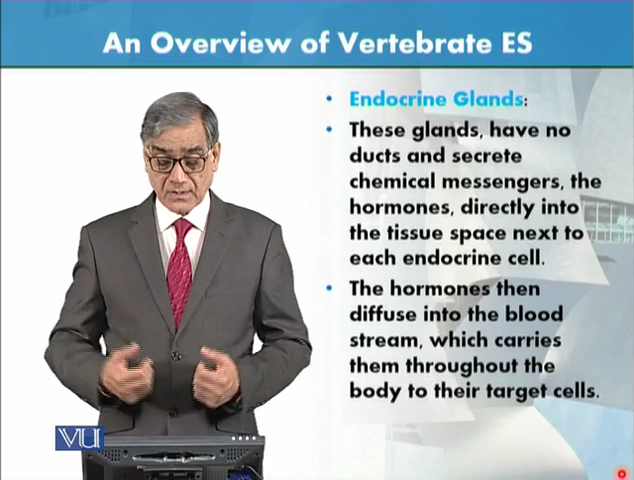 An Overview of Vertebrate ES
• Endocrine Glands:
• These glands, have no
ducts and secrete
chemical messengers, the
hormones, directly into
the tissue space next to
each endocrine cell.
• The hormones then
diffuse into the blood
stream, which carries
them throughout the
body to their target cells.
VU